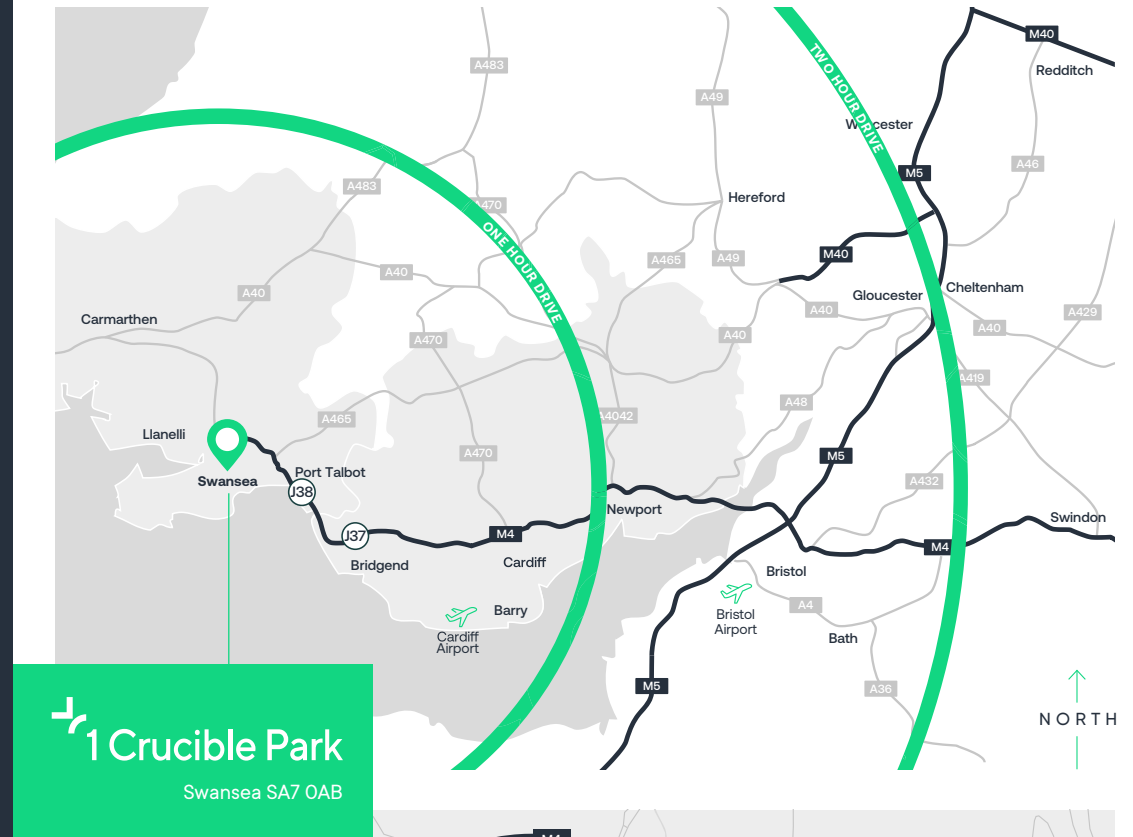 M40
Redditch
A483
A49
TWO HOUR DRIVE
Worcester
A46
M5
A483
A470
Hereford
ONE HOUR DRIVE
M40
A465
A49
A40
A40
Gloucester
Cheltenham
A40
A429
A40
Carmarthen
A470
A40
A419
A48
A465
A4042
Llanelli
A470
M5
Port Talbot
Swansea
A432
J38
Newport
Swindon
J37
M4
M4
Bridgend
Cardiff
Bristol
Barry
A4
Bristol
Airport
Cardiff
Airport
Bath
M5
A36
NORTH
1 Crucible Park
Swansea SA7 0AB